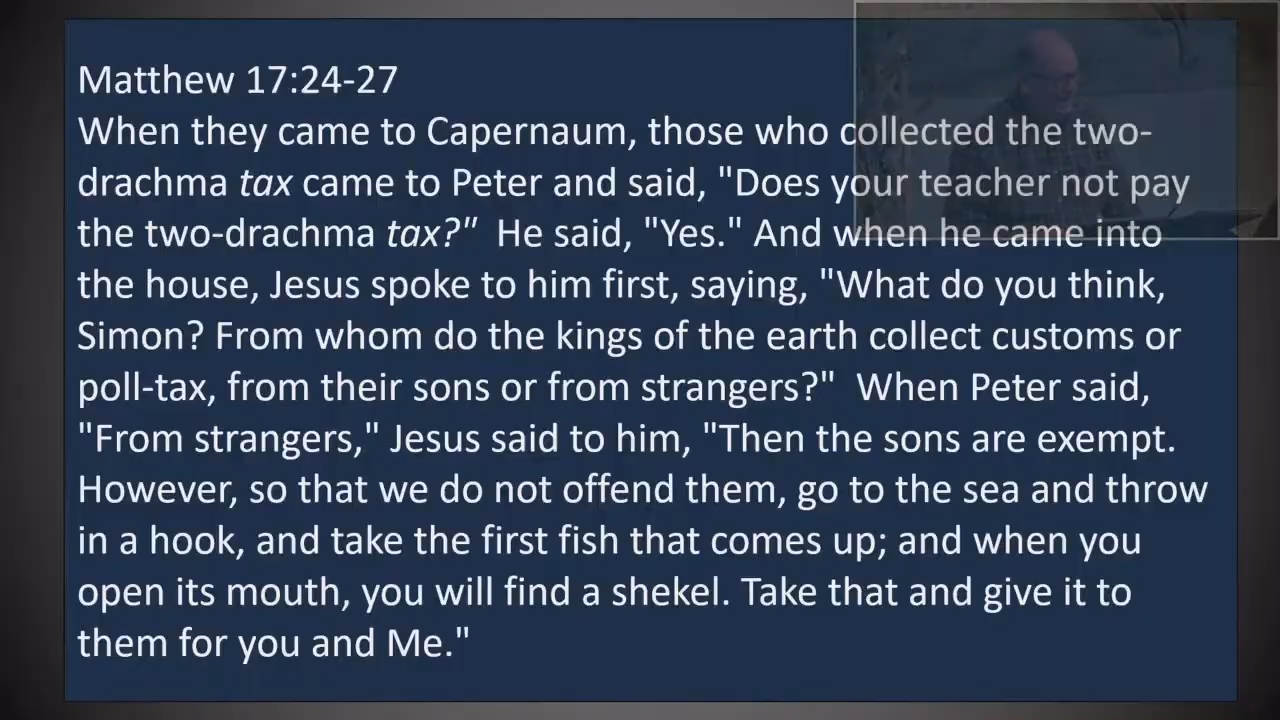 Matthew 17:24-27
When they came to Capernaum, those who collected the two-
drachma tax came to Peter and said, "Does your teacher not pay
the two-drachma tax?"  He said, "Yes." And when he came into
the house, Jesus spoke to him first, saying, "What do you think,
Simon? From whom do the kings of the earth collect customs or
poll-tax, from their sons or from strangers?"  When Peter said,
"From strangers," Jesus said to him, "Then the sons are exempt.
However, so that we do not offend them, go to the sea and throw
in a hook, and take the first fish that comes up; and when you
open its mouth, you will find a shekel. Take that and give it to
them for you and Me."